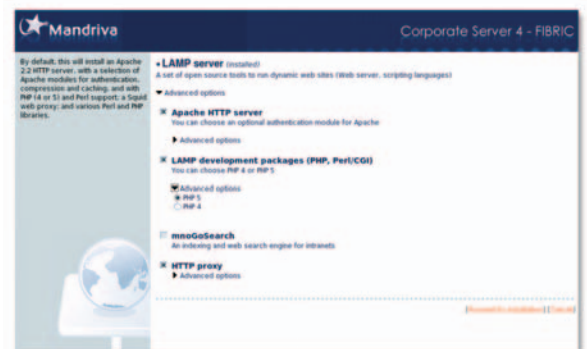 Mandriva
Corporate Server 4 - FIBRIC
By default, this will install an Apache
2.2 HTTP server, with a selection of
Apache modules for authentication,
compression and caching, and with
PHP (4 or 5) and Perl support; a Squid
web proxy; and various Perl and PHP
libraries.
LAMP server (installed)
A set of open source tools to run dynamic web sites (Web server, scripting languages)
Advanced options
Apache HTTP server
You can choose an optional authentication module for Apache
Advanced options
LAMP development packages (PHP, Perl/CGI)
You can choose PHP 4 or PHP 5
Advanced options
PHP 5
PHP 4
mnoGoSearch
An indexing and web search engine for intranets
HTTP proxy
Advanced options